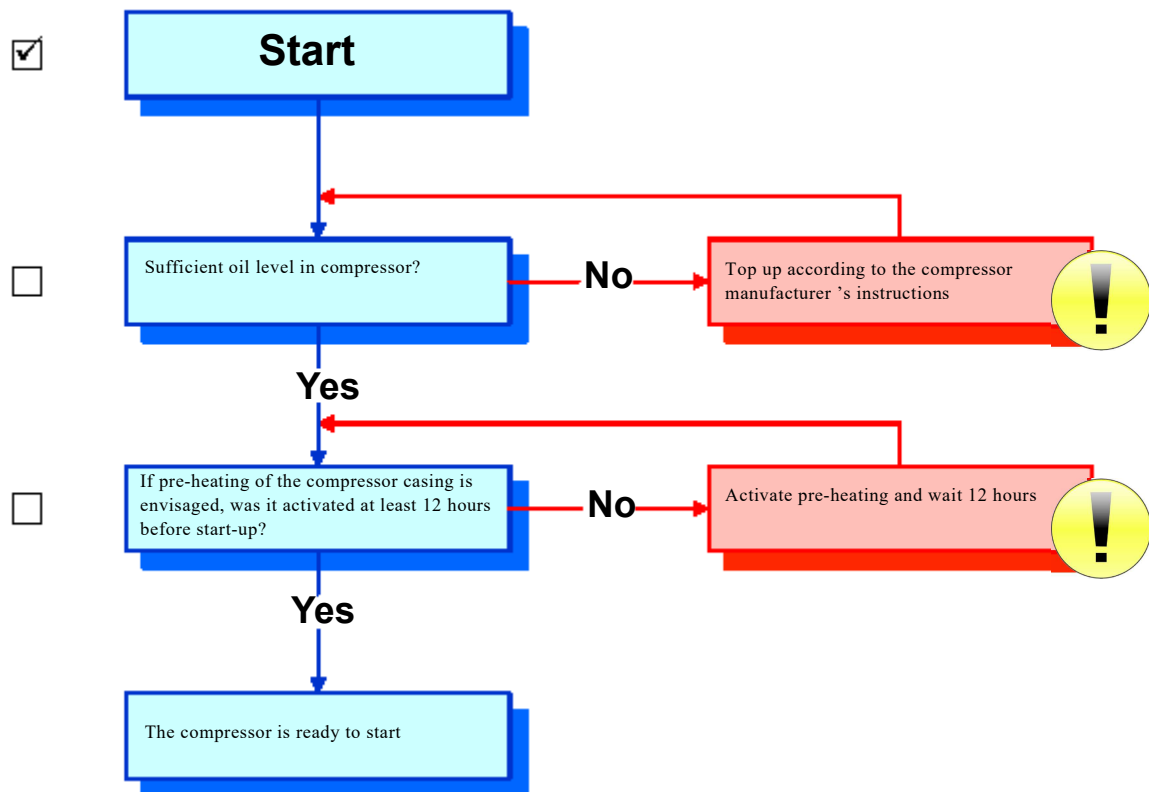 Start
Sufficient oil level in compressor?
No
Top up according to the compressor
manufacturer ’s instructions
Yes
If pre-heating of the compressor casing is
envisaged, was it activated at least 12 hours
before start-up?
No
Activate pre-heating and wait 12 hours
Yes
The compressor is ready to start